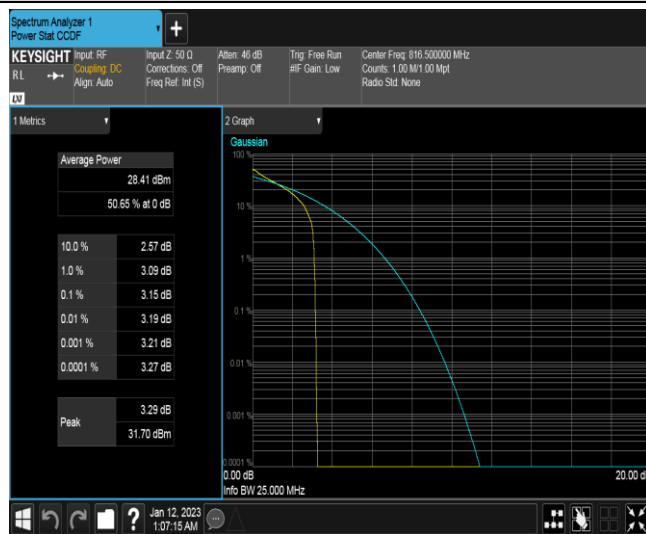 Spectrum Analyzer 1
Power Stat CCDF
+
KEYSIGHT Input: RF Input Z: 50 Ω Atten: 46 dB Trig: Free Run Center Freq: 816.500000 MHz
RL Coupling: DC Corrections: Off Preamp: Off #IF Gain: Low Counts: 1.00 M/1.00 Mpt
Align: Auto Freq Ref: Int (S) Radio Std: None
LXI
1 Metrics
Average Power
28.41 dBm
50.65 % at 0 dB
10.0 % 2.57 dB
1.0 % 3.09 dB
0.1 % 3.15 dB
0.01 % 3.19 dB
0.001 % 3.21 dB
0.0001 % 3.27 dB
Peak 3.29 dB
31.70 dBm
2 Graph
Gaussian
100 %
10 %
1 %
0.1 %
0.01 %
0.001 %
0.0001 %
0.00 dB 20.00 d
Info BW 25.000 MHz
? Jan 12, 2023
1:07:15 AM